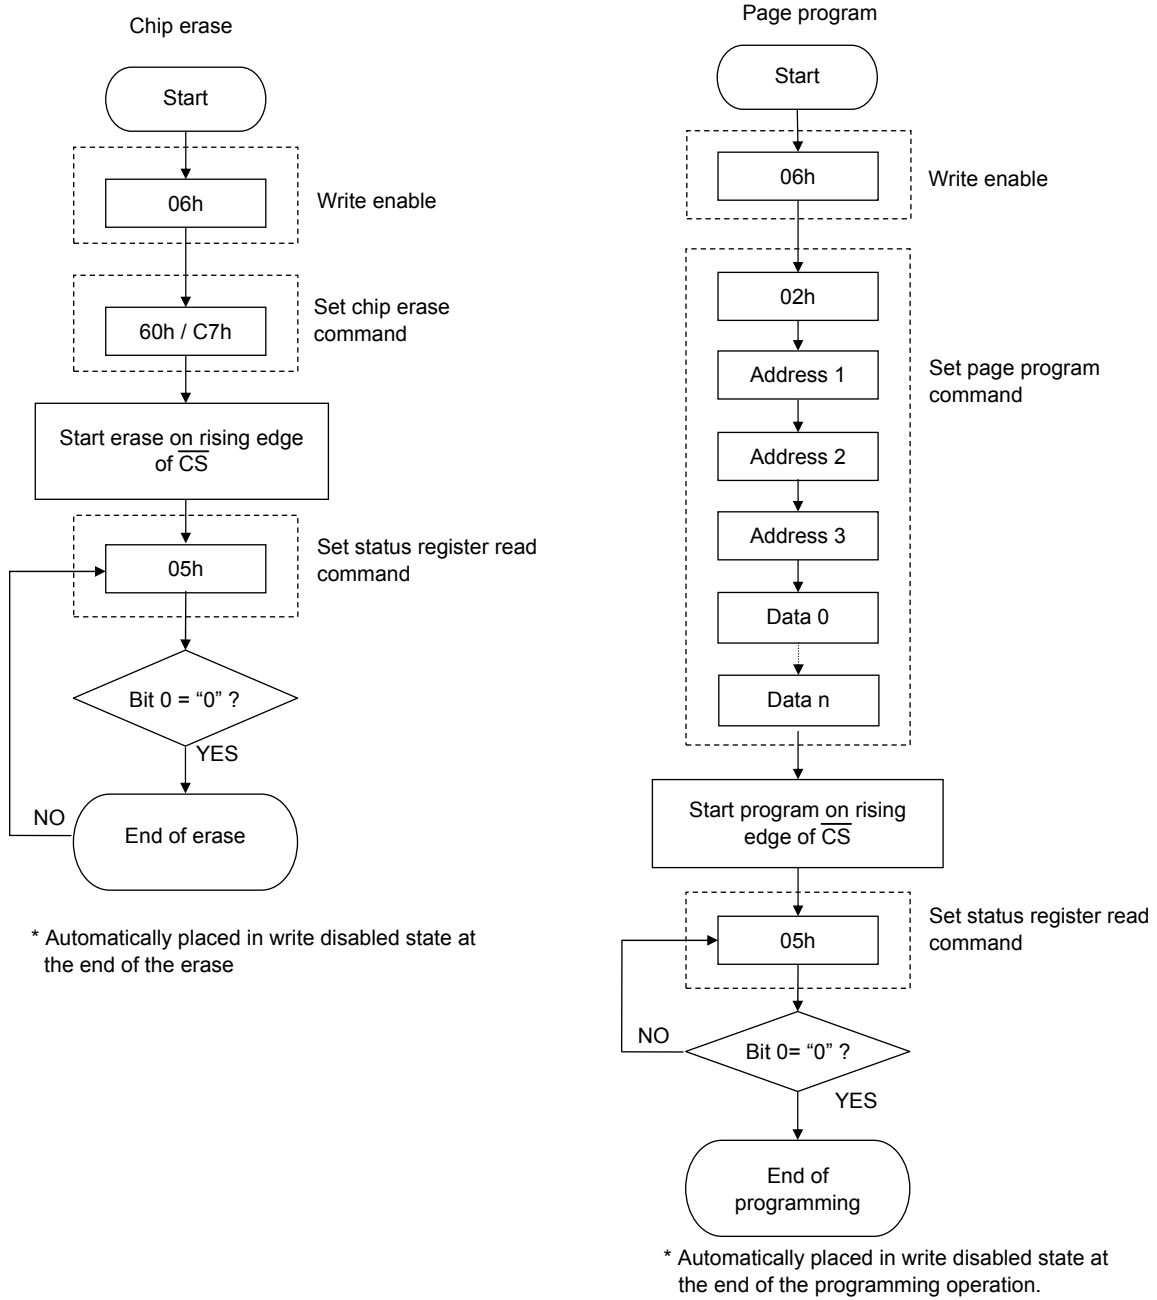 Chip erase
Start
06h
Write enable
60h / C7h
Set chip erase
command
Start erase on rising edge
of C̅S̅
05h
Set status register read
command
Bit 0 = “0” ?
YES
NO
End of erase
* Automatically placed in write disabled state at
the end of the erase
Page program
Start
06h
Write enable
02h
Address 1
Set page program
command
Address 2
Address 3
Data 0
Data n
Start program on rising
edge of C̅S̅
05h
Set status register read
command
NO
Bit 0= “0” ?
YES
End of
programming
* Automatically placed in write disabled state at
the end of the programming operation.